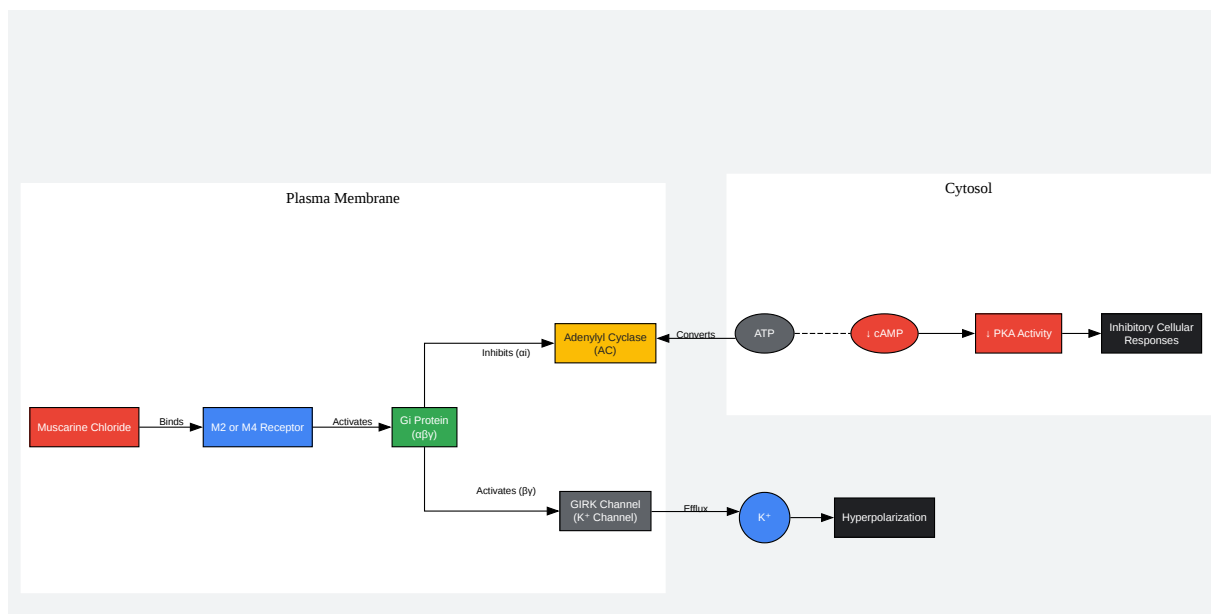 Plasma Membrane
Cytosol
Adenylyl Cyclase
(AC)
Converts
ATP
↓ cAMP
↓ PKA Activity
Inhibitory Cellular
Responses
Inhibits (αi)
Muscarine Chloride
Binds
M2 or M4 Receptor
Activates
Gi Protein
(αβγ)
Activates (βγ)
GIRK Channel
(K⁺ Channel)
Efflux
K⁺
Hyperpolarization